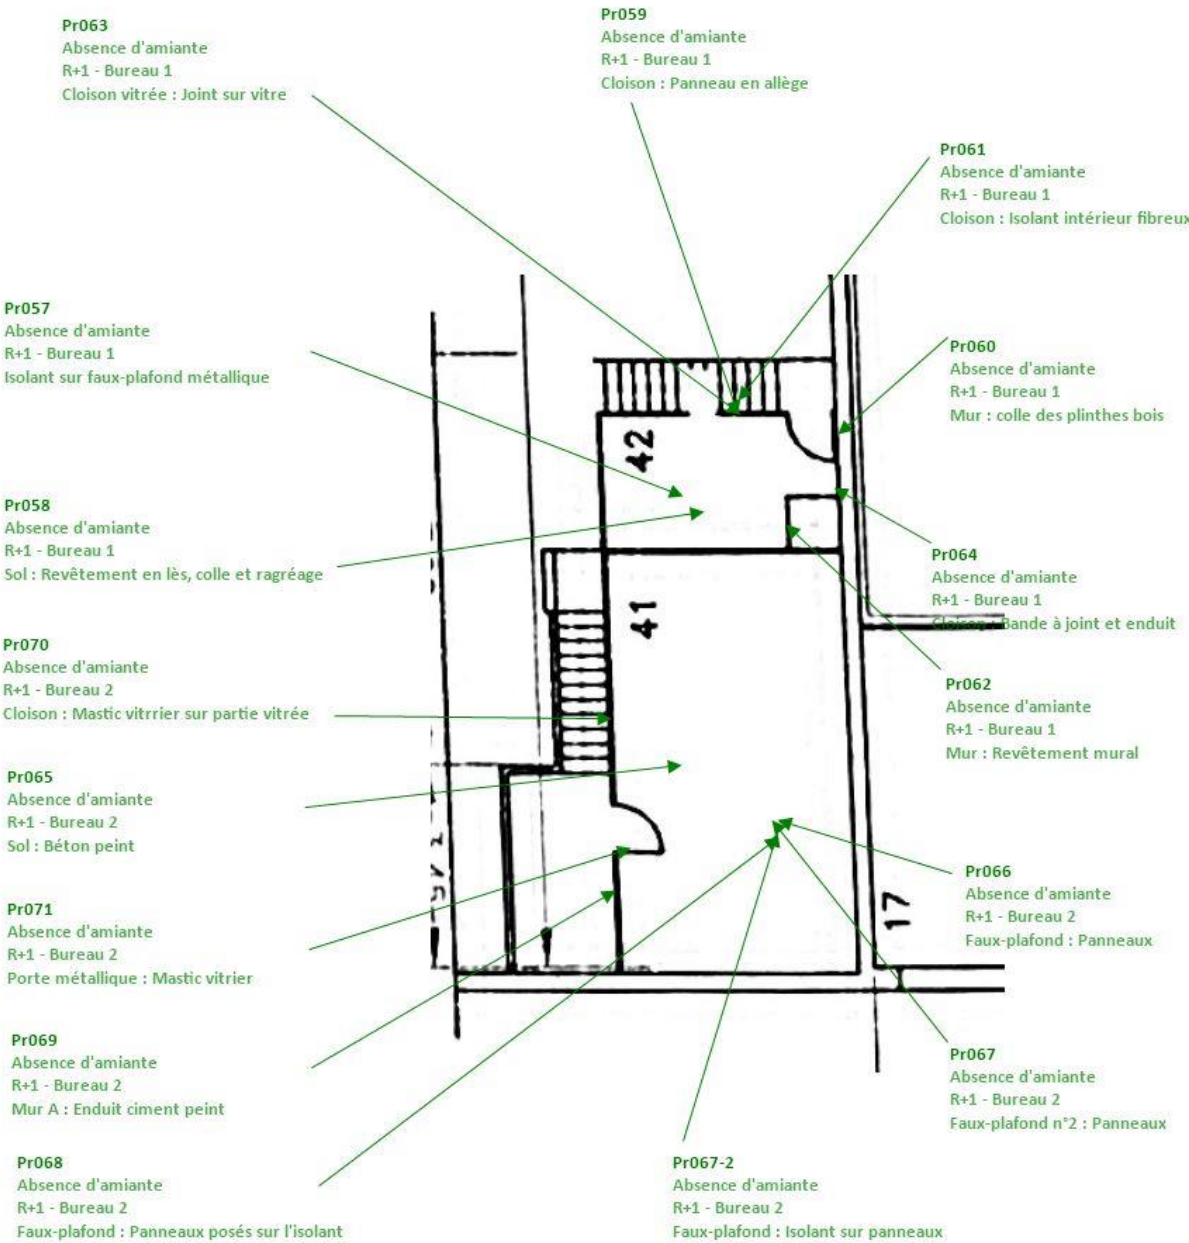 Pr063
Absence d'amiante
R+1 - Bureau 1
Cloison vitrée : Joint sur vitre
Pr059
Absence d'amiante
R+1 - Bureau 1
Cloison : Panneau en allège
Pr061
Absence d'amiante
R+1 - Bureau 1
Cloison : Isolant intérieur fibreux
Pr057
Absence d'amiante
R+1 - Bureau 1
Isolant sur faux-plafond métallique
Pr060
Absence d'amiante
R+1 - Bureau 1
Mur : colle des plinthes bois
42
Pr058
Absence d'amiante
R+1 - Bureau 1
Sol : Revêtement en lès, colle et ragréage
Pr064
Absence d'amiante
R+1 - Bureau 1
Cloison : Bande à joint et enduit
41
Pr070
Absence d'amiante
R+1 - Bureau 2
Cloison : Mastic vitrrier sur partie vitrée
Pr062
Absence d'amiante
R+1 - Bureau 1
Mur : Revêtement mural
Pr065
Absence d'amiante
R+1 - Bureau 2
Sol : Béton peint
Pr066
Absence d'amiante
R+1 - Bureau 2
Faux-plafond : Panneaux
17
Pr071
Absence d'amiante
R+1 - Bureau 2
Porte métallique : Mastic vitrier
Pr069
Absence d'amiante
R+1 - Bureau 2
Mur A : Enduit ciment peint
Pr067
Absence d'amiante
R+1 - Bureau 2
Faux-plafond n°2 : Panneaux
Pr068
Absence d'amiante
R+1 - Bureau 2
Faux-plafond : Panneaux posés sur l'isolant
Pr067-2
Absence d'amiante
R+1 - Bureau 2
Faux-plafond : Isolant sur panneaux